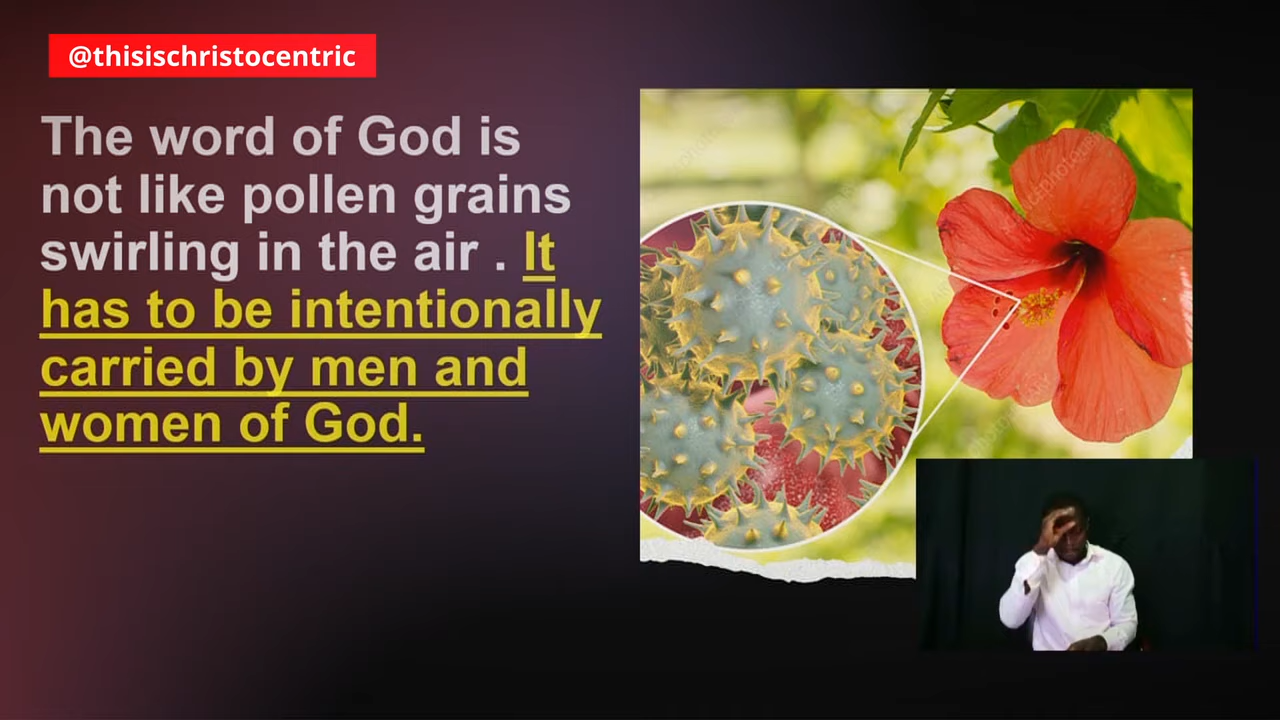 @thisischristocentric
The word of God is
not like pollen grains
swirling in the air . It
has to be intentionally
carried by men and
women of God.